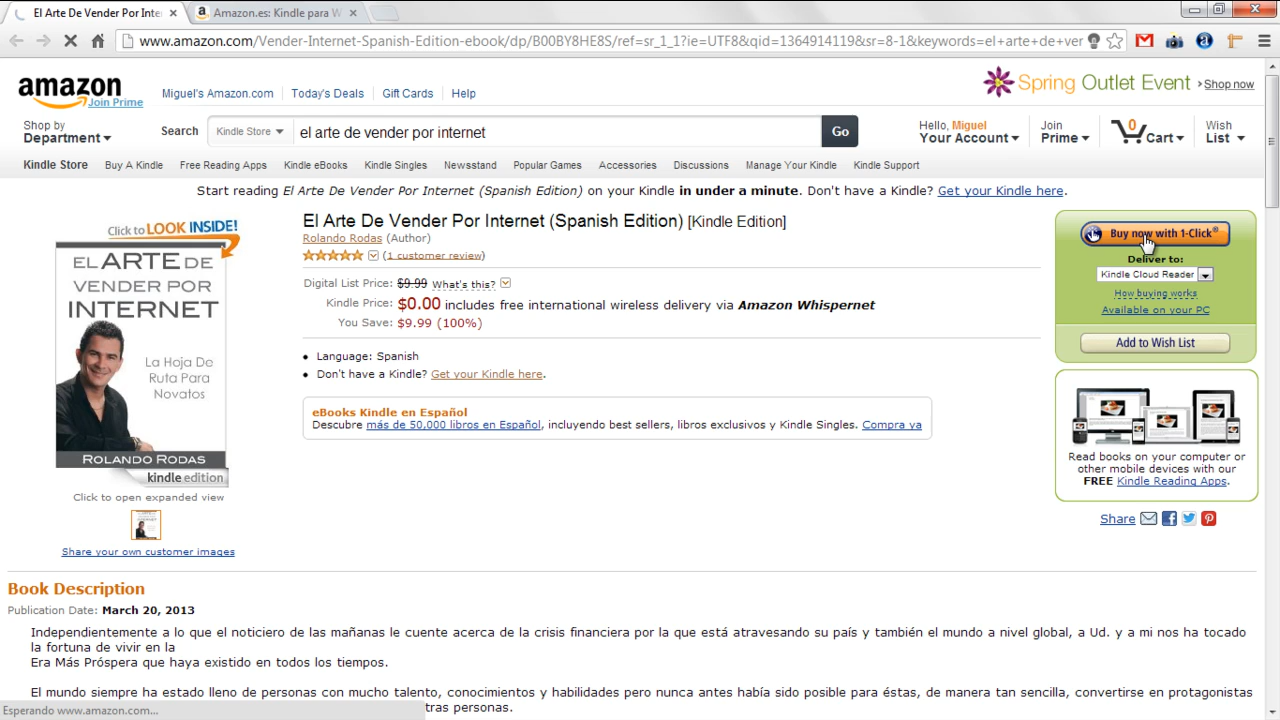 El Arte De Vender Por Inte
Amazon.es: Kindle para W
www.amazon.com/Vender-Internet-Spanish-Edition-ebook/dp/B00BY8HE8S/ref=sr_1_1?ie=UTF8&qid=1364914119&sr=8-1&keywords=el+arte+de+ver
amazon
Join Prime
Miguel's Amazon.com Today's Deals Gift Cards Help
Spring Outlet Event Shop now
Shop by
Department
Search Kindle Store el arte de vender por internet Go
Hello, Miguel
Your Account
Join
Prime
0
Cart
Wish
List
Kindle Store Buy A Kindle Free Reading Apps Kindle eBooks Kindle Singles Newsstand Popular Games Accessories Discussions Manage Your Kindle Kindle Support
Start reading El Arte De Vender Por Internet (Spanish Edition) on your Kindle in under a minute. Don't have a Kindle? Get your Kindle here.
Click to LOOK INSIDE!
EL ARTE DE
VENDER POR
INTERNET
La Hoja De
Ruta Para
Novatos
ROLANDO RODAS
kindle edition
Click to open expanded view
Share your own customer images
El Arte De Vender Por Internet (Spanish Edition) [Kindle Edition]
Rolando Rodas (Author)
(1 customer review)
Digital List Price: $9.99 What's this?
Kindle Price: $0.00 includes free international wireless delivery via Amazon Whispernet
You Save: $9.99 (100%)
Language: Spanish
Don't have a Kindle? Get your Kindle here.
eBooks Kindle en Español
Descubre más de 50,000 libros en Español, incluyendo best sellers, libros exclusivos y Kindle Singles. Compra ya
Buy now with 1-Click®
Deliver to:
Kindle Cloud Reader
How buying works
Available on your PC
Add to Wish List
Read books on your computer or
other mobile devices with our
FREE Kindle Reading Apps.
Share
Book Description
Publication Date: March 20, 2013
Independientemente a lo que el noticiero de las mañanas le cuente acerca de la crisis financiera por la que está atravesando su país y también el mundo a nivel global, a Ud. y a mi nos ha tocado
la fortuna de vivir en la
Era Más Próspera que haya existido en todos los tiempos.
El mundo siempre ha estado lleno de personas con mucho talento, conocimientos y habilidades pero nunca antes había sido posible para éstas, de manera tan sencilla, convertirse en protagonistas
tras personas.
Esperando www.amazon.com...